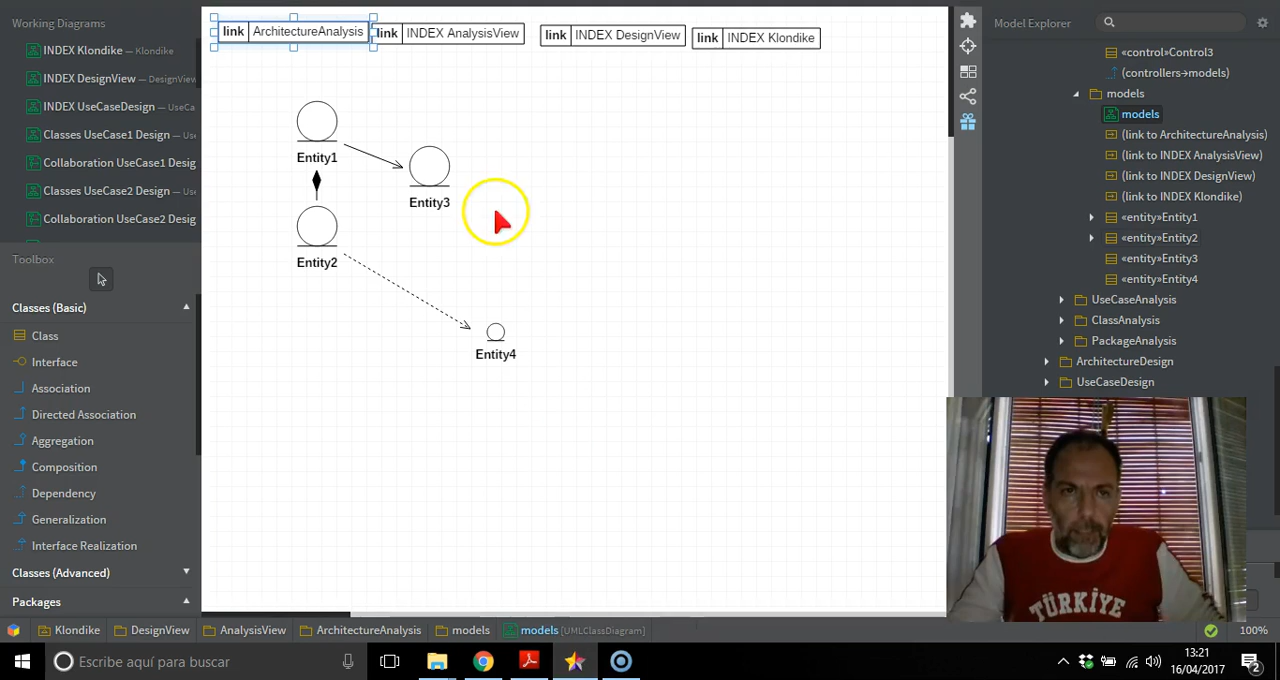 Working Diagrams
INDEX Klondike — Klondike
INDEX DesignView — DesignView
INDEX UseCaseDesign — UseCa
Classes UseCase1 Design — UseCas
Collaboration UseCase1 Desig
Classes UseCase2 Design — UseCas
Collaboration UseCase2 Desig
Toolbox
Classes (Basic)
Class
Interface
Association
Directed Association
Aggregation
Composition
Dependency
Generalization
Interface Realization
Classes (Advanced)
Packages
link ArchitectureAnalysis
link INDEX AnalysisView
link INDEX DesignView
link INDEX Klondike
Entity1
Entity3
Entity2
Entity4
Model Explorer
«control»Control3
(controllers→models)
models
models
(link to ArchitectureAnalysis)
(link to INDEX AnalysisView)
(link to INDEX DesignView)
(link to INDEX Klondike)
«entity»Entity1
«entity»Entity2
«entity»Entity3
«entity»Entity4
UseCaseAnalysis
ClassAnalysis
PackageAnalysis
ArchitectureDesign
UseCaseDesign
TÜRKİYE
Klondike DesignView AnalysisView ArchitectureAnalysis models models [UMLClassDiagram] 100%
Escribe aquí para buscar
13:21
16/04/2017
2